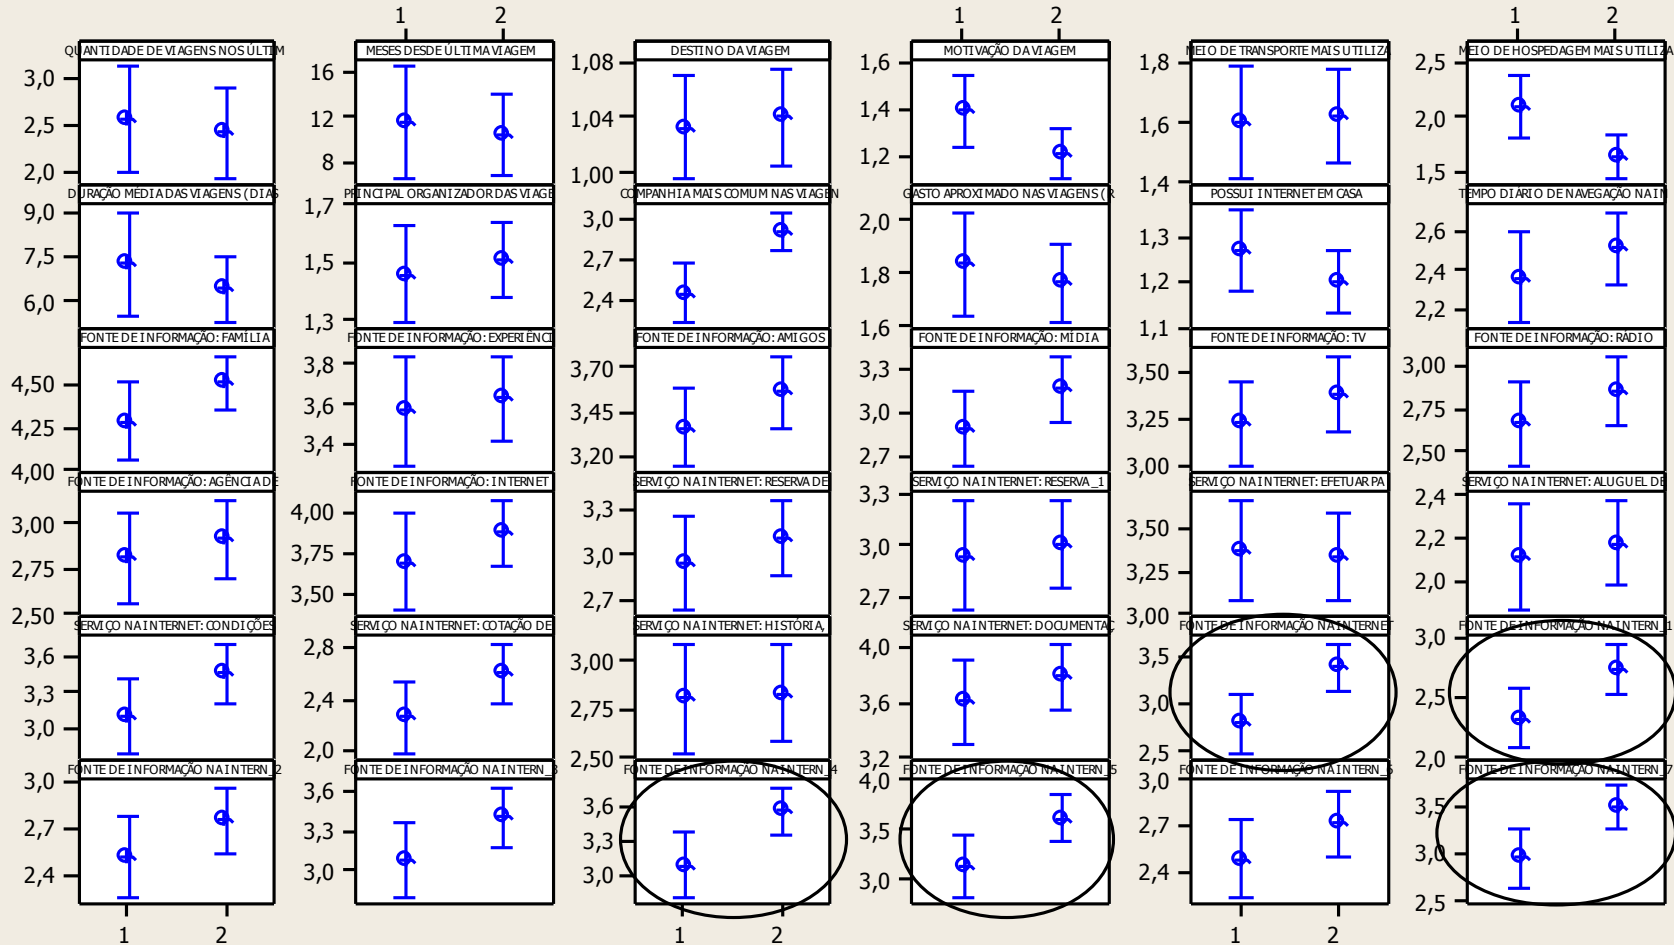 1 2 1 2 1 2
QUANTIDADE DE VIAGENS NOS ÚLTIM MESES DESDE ÚLTIMA VIAGEM DESTINO DA VIAGEM MOTIVAÇÃO DA VIAGEM MEIO DE TRANSPORTE MAIS UTILIZA MEIO DE HOSPEDAGEM MAIS UTILIZA
3,0 16 1,08 1,6 1,8 2,5
2,5 12 1,04 1,4 1,6 2,0
2,0 8 1,00 1,2 1,4 1,5
DURAÇÃO MÉDIA DAS VIAGENS (DIAS PRINCIPAL ORGANIZADOR DAS VIAGE COMPANHIA MAIS COMUM NAS VIAGEN GASTO APROXIMADO NAS VIAGENS (R POSSUI INTERNET EM CASA TEMPO DIÁRIO DE NAVEGAÇÃO NA IN
9,0 1,7 3,0 2,0 1,3 2,6
7,5 1,5 2,7 1,8 1,2 2,4
6,0 1,3 2,4 1,6 1,1 2,2
FONTE DE INFORMAÇÃO: FAMÍLIA FONTE DE INFORMAÇÃO: EXPERIÊNCI FONTE DE INFORMAÇÃO: AMIGOS FONTE DE INFORMAÇÃO: MÍDIA FONTE DE INFORMAÇÃO: TV FONTE DE INFORMAÇÃO: RÁDIO
4,50 3,8 3,70 3,3 3,50 3,00
4,25 3,6 3,45 3,0 3,25 2,75
4,00 3,4 3,20 2,7 3,00 2,50
FONTE DE INFORMAÇÃO: AGÊNCIA DE FONTE DE INFORMAÇÃO: INTERNET SERVIÇO NA INTERNET: RESERVA DE SERVIÇO NA INTERNET: RESERVA_1 SERVIÇO NA INTERNET: EFETUAR PA SERVIÇO NA INTERNET: ALUGUEL DE
3,00 4,00 3,3 3,3 3,50 2,4
2,75 3,75 3,0 3,0 3,25 2,2
2,50 3,50 2,7 2,7 3,00 2,0
SERVIÇO NA INTERNET: CONDIÇÕES SERVIÇO NA INTERNET: COTAÇÃO DE SERVIÇO NA INTERNET: HISTÓRIA, SERVIÇO NA INTERNET: DOCUMENTAÇ FONTE DE INFORMAÇÃO NA INTERNET FONTE DE INFORMAÇÃO NA INTERN_1
3,6 2,8 3,00 4,0 3,5 3,0
3,3 2,4 2,75 3,6 3,0 2,5
3,0 2,0 2,50 3,2 2,5 2,0
FONTE DE INFORMAÇÃO NA INTERN_2 FONTE DE INFORMAÇÃO NA INTERN_3 FONTE DE INFORMAÇÃO NA INTERN_4 FONTE DE INFORMAÇÃO NA INTERN_5 FONTE DE INFORMAÇÃO NA INTERN_6 FONTE DE INFORMAÇÃO NA INTERN_7
3,0 3,6 3,6 4,0 3,0 3,5
2,7 3,3 3,3 3,5 2,7 3,0
2,4 3,0 3,0 3,0 2,4 2,5
1 2 1 2 1 2